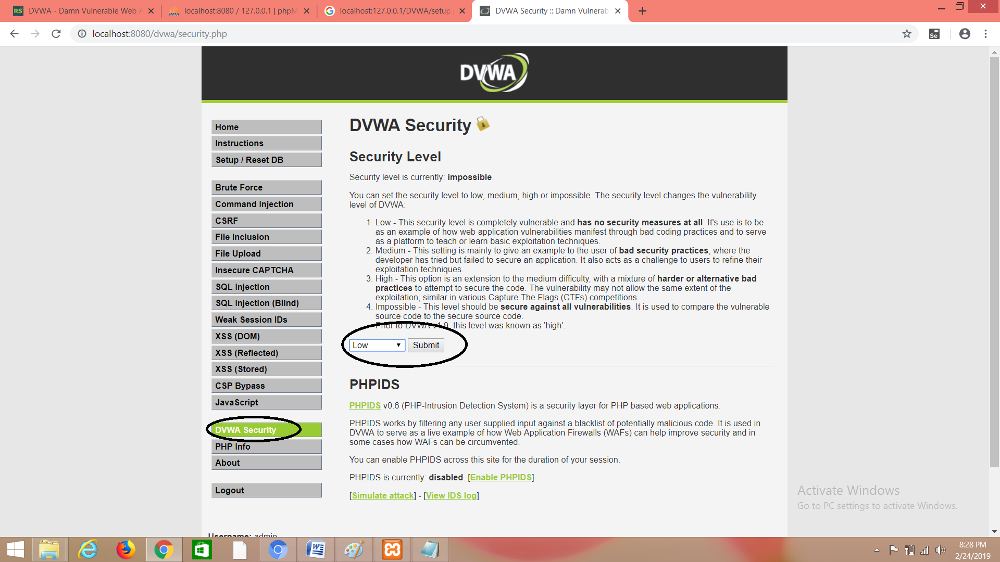 DVWA - Damn Vulnerable Web A
localhost:8080 / 127.0.0.1 | phpM
localhost:127.0.0.1/DVWA/setup.p
DVWA Security :: Damn Vulnerab
localhost:8080/dvwa/security.php
DVWA
Home
Instructions
Setup / Reset DB
Brute Force
Command Injection
CSRF
File Inclusion
File Upload
Insecure CAPTCHA
SQL Injection
SQL Injection (Blind)
Weak Session IDs
XSS (DOM)
XSS (Reflected)
XSS (Stored)
CSP Bypass
JavaScript
DVWA Security
PHP Info
About
Logout
Username: admin
DVWA Security
Security Level
Security level is currently: impossible.
You can set the security level to low, medium, high or impossible. The security level changes the vulnerability
level of DVWA:
1. Low - This security level is completely vulnerable and has no security measures at all. It's use is to be
as an example of how web application vulnerabilities manifest through bad coding practices and to serve
as a platform to teach or learn basic exploitation techniques.
2. Medium - This setting is mainly to give an example to the user of bad security practices, where the
developer has tried but failed to secure an application. It also acts as a challenge to users to refine their
exploitation techniques.
3. High - This option is an extension to the medium difficulty, with a mixture of harder or alternative bad
practices to attempt to secure the code. The vulnerability may not allow the same extent of the
exploitation, similar in various Capture The Flags (CTFs) competitions.
4. Impossible - This level should be secure against all vulnerabilities. It is used to compare the vulnerable
source code to the secure source code.
Prior to DVWA v1.9, this level was known as 'high'.
Low Submit
PHPIDS
PHPIDS v0.6 (PHP-Intrusion Detection System) is a security layer for PHP based web applications.
PHPIDS works by filtering any user supplied input against a blacklist of potentially malicious code. It is used in
DVWA to serve as a live example of how Web Application Firewalls (WAFs) can help improve security and in
some cases how WAFs can be circumvented.
You can enable PHPIDS across this site for the duration of your session.
PHPIDS is currently: disabled. [Enable PHPIDS]
[Simulate attack] - [View IDS log]
Activate Windows
Go to PC settings to activate Windows.
8:28 PM
2/24/2019